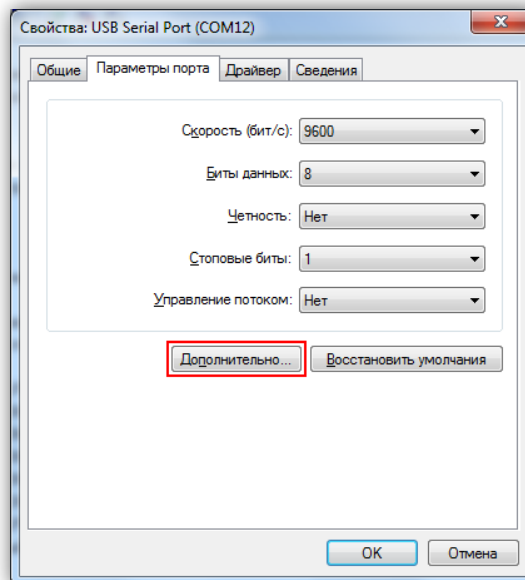 Свойства: USB Serial Port (COM12)
Общие Параметры порта Драйвер Сведения
Скорость (бит/с): 9600
Биты данных: 8
Четность: Нет
Стоповые биты: 1
Управление потоком: Нет
Дополнительно... Восстановить умолчания
OK Отмена